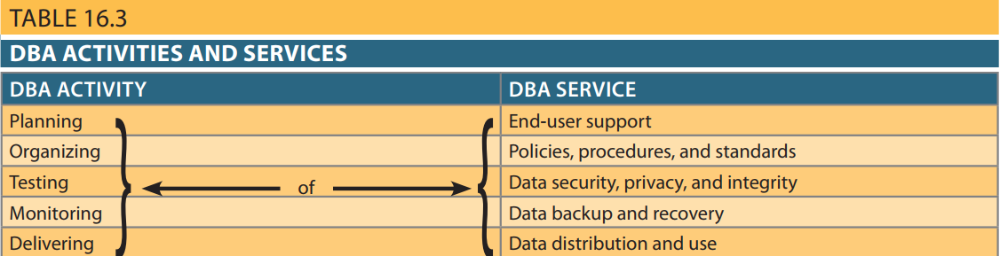 TABLE 16.3
DBA ACTIVITIES AND SERVICES
DBA ACTIVITY DBA SERVICE
Planning End-user support
Organizing Policies, procedures, and standards
Testing of Data security, privacy, and integrity
Monitoring Data backup and recovery
Delivering Data distribution and use